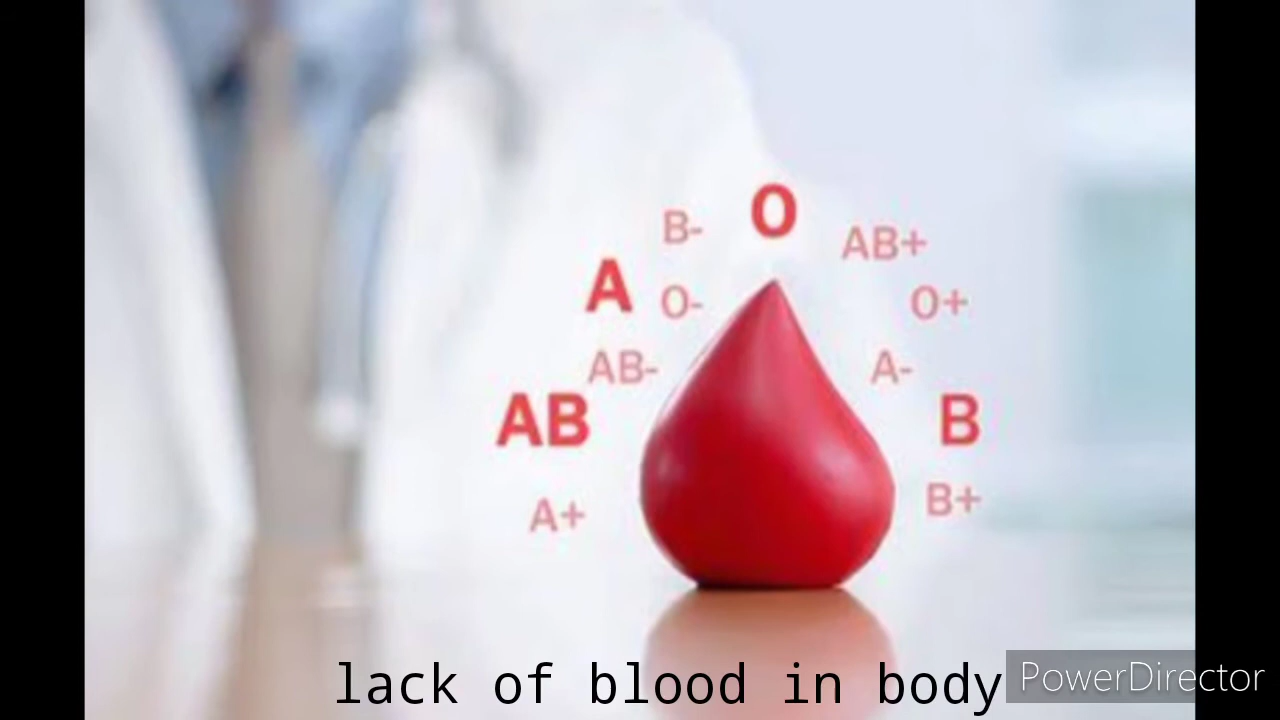 O
B-
AB+
A
O-
O+
AB-
A-
AB
B
A+
B+
lack of blood in body
PowerDirector